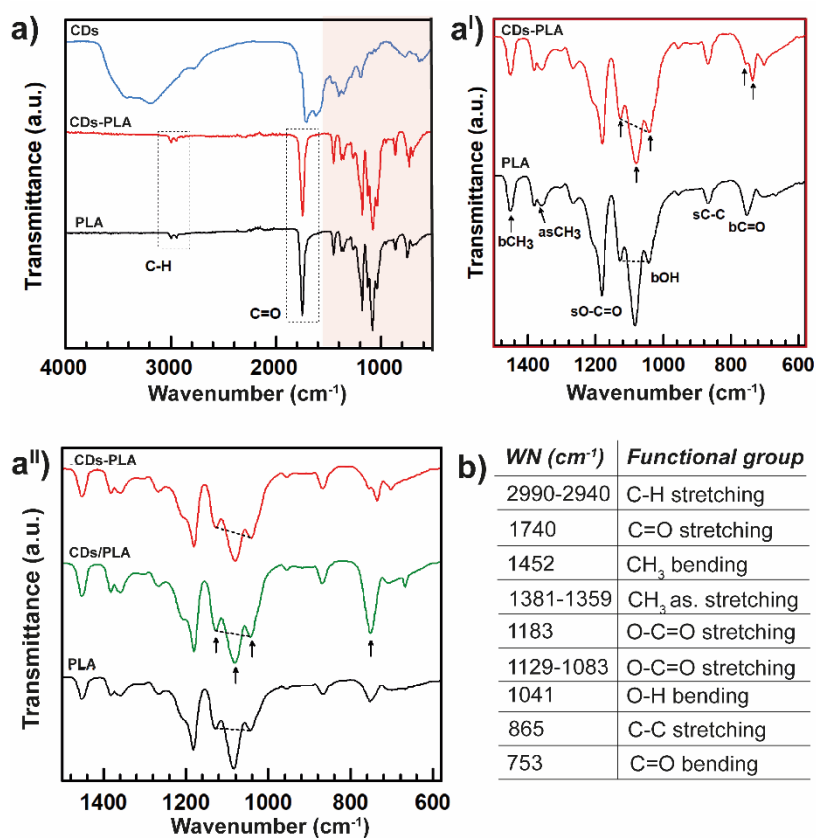 a)
CDs
CDs-PLA
PLA
C-H
C=O
Transmittance (a.u.)
4000 3000 2000 1000
Wavenumber (cm-1)
aI)
CDs-PLA
PLA
bCH3
asCH3
sO-C=O
bOH
sC-C
bC=O
Transmittance (a.u.)
1400 1200 1000 800 600
Wavenumber (cm-1)
aII)
CDs-PLA
CDs/PLA
PLA
Transmittance (a.u.)
1400 1200 1000 800 600
Wavenumber (cm-1)
b)
WN (cm-1) Functional group
2990-2940 C-H stretching
1740 C=O stretching
1452 CH3 bending
1381-1359 CH3 as. stretching
1183 O-C=O stretching
1129-1083 O-C=O stretching
1041 O-H bending
865 C-C stretching
753 C=O bending